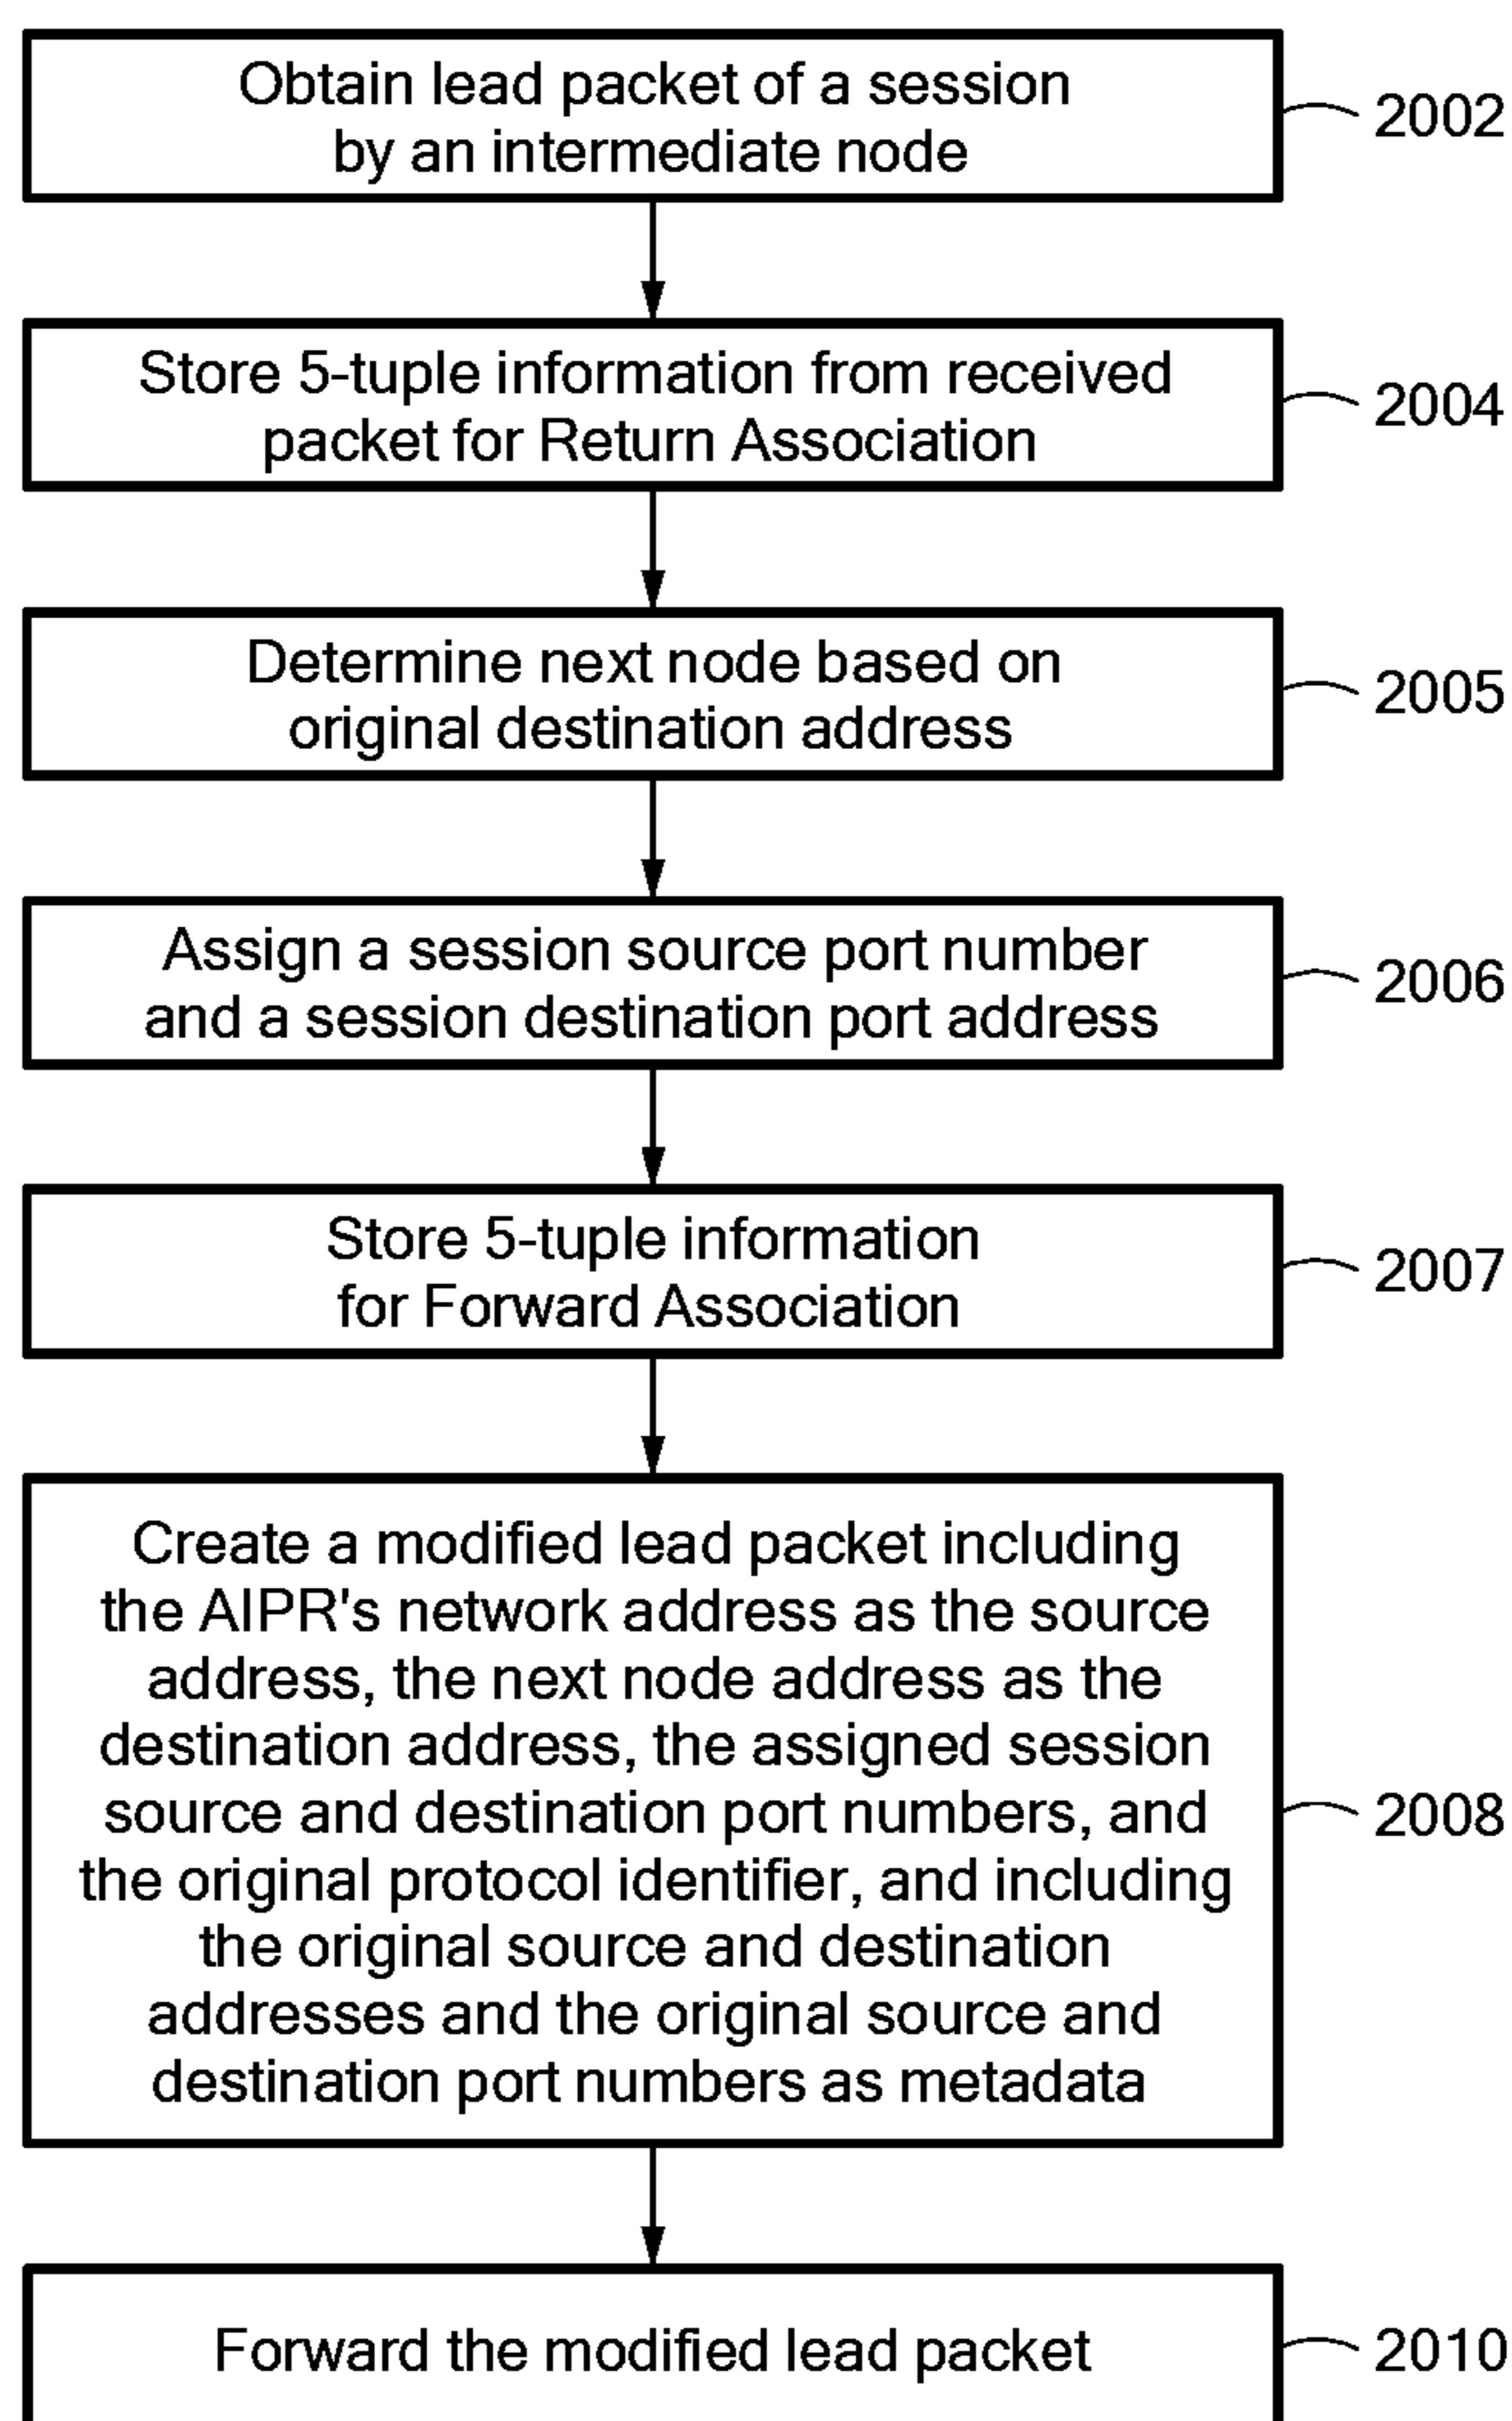 Obtain lead packet of a session
by an intermediate node
2002
Store 5-tuple information from received
packet for Return Association
2004
Determine next node based on
original destination address
2005
Assign a session source port number
and a session destination port address
2006
Store 5-tuple information
for Forward Association
2007
Create a modified lead packet including
the AIPR's network address as the source
address, the next node address as the
destination address, the assigned session
source and destination port numbers, and
the original protocol identifier, and including
the original source and destination
addresses and the original source and
destination port numbers as metadata
2008
Forward the modified lead packet
2010